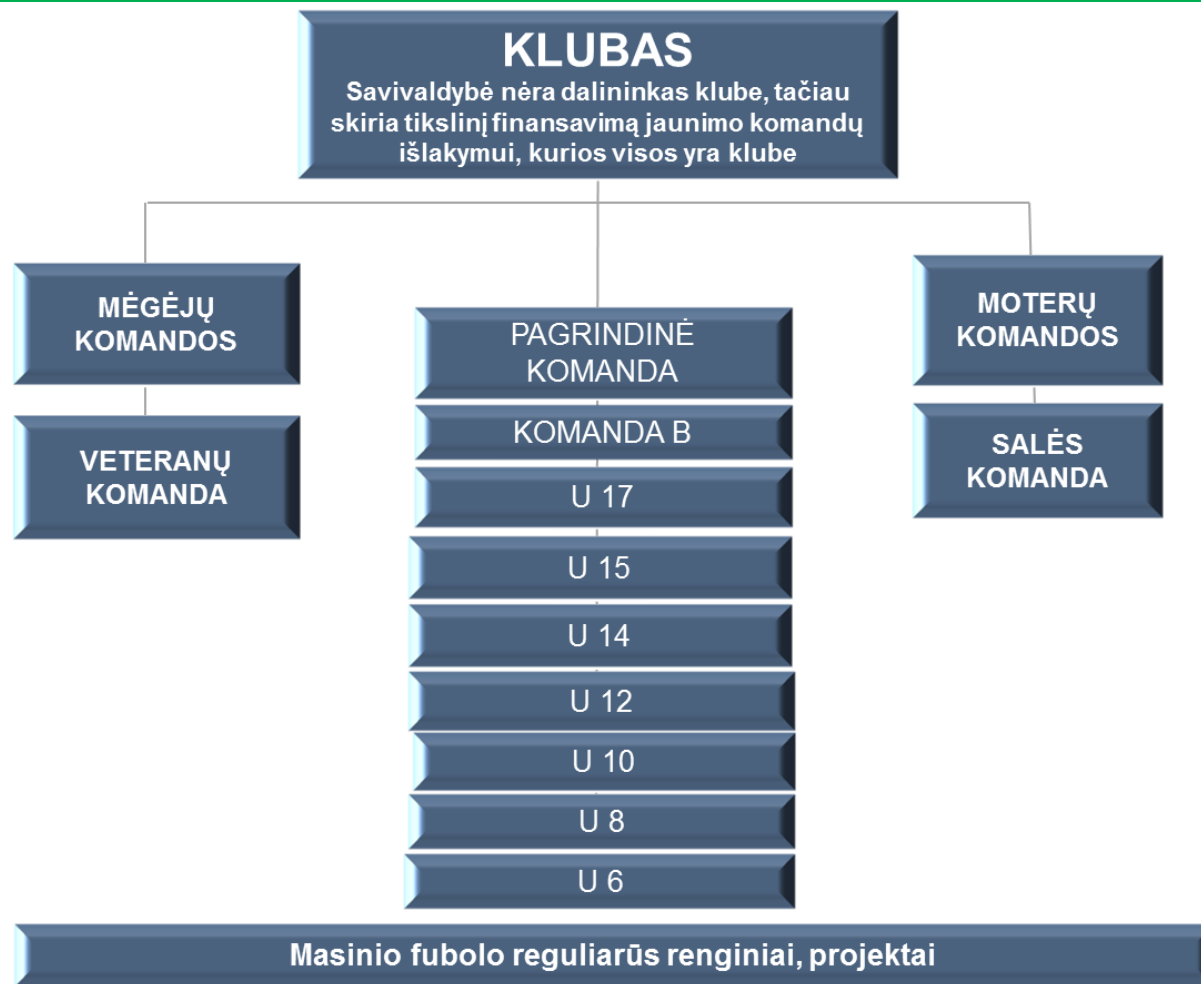 KLUBAS
Savivaldybė nėra dalininkas klube, tačiau
skiria tikslinį finansavimą jaunimo komandų
išlakymui, kurios visos yra klube
MĖGĖJŲ
KOMANDOS
VETERANŲ
KOMANDA
PAGRINDINĖ
KOMANDA
KOMANDA B
U 17
U 15
U 14
U 12
U 10
U 8
U 6
MOTERŲ
KOMANDOS
SALĖS
KOMANDA
Masinio fubolo reguliarūs renginiai, projektai